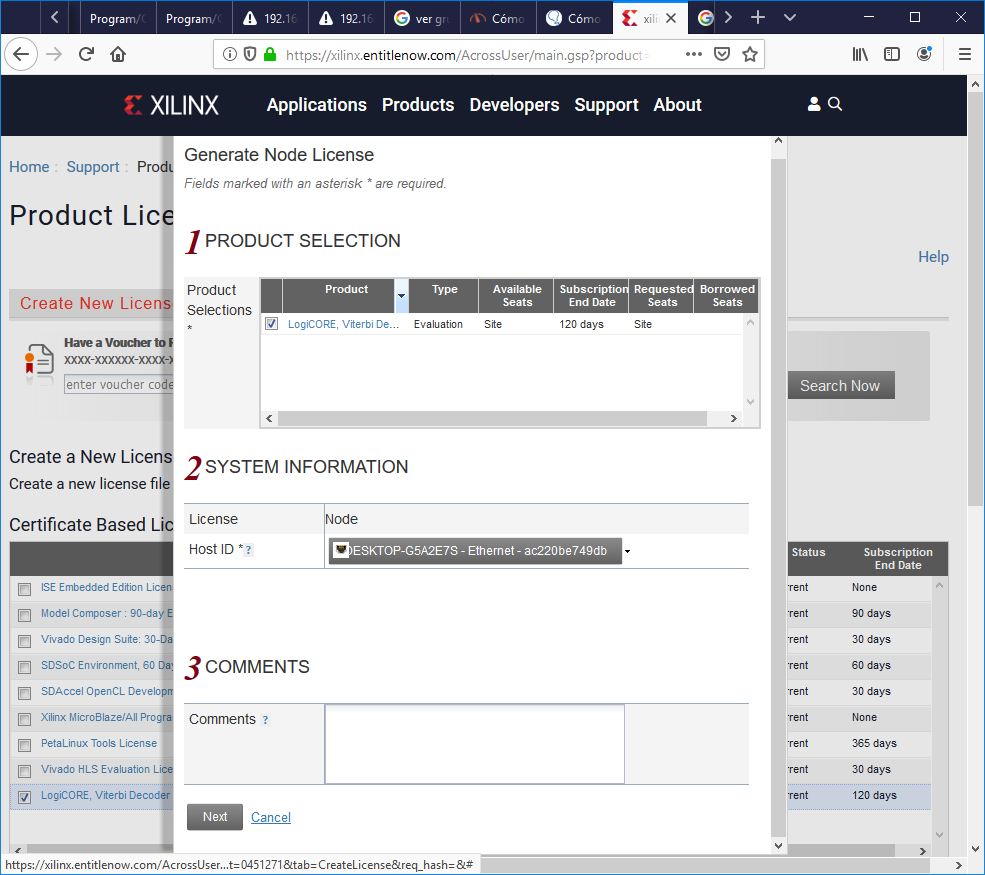 Program/
Program/
192.16
192.16
ver gr
Cómo
Cómo
xili
https://xilinx.entitlenow.com/AcrossUser/main.gsp?product=
XILINX
Applications Products Developers Support About
Generate Node License
Home : Support : Produ
Fields marked with an asterisk * are required.
Product Lice
1 PRODUCT SELECTION
Help
Product Selections *
Product
Type
Available Seats
Subscription End Date
Requested Seats
Borrowed Seats
LogiCORE, Viterbi De... Evaluation Site 120 days Site
Create New Licens
Have a Voucher to R
XXXX-XXXXXX-XXXX-X
enter voucher code
Search Now
2 SYSTEM INFORMATION
Create a New Licens
Create a new license file
License Node
Host ID * ? DESKTOP-G5A2E7S - Ethernet - ac220be749db
Certificate Based Lic
Status
Subscription End Date
ISE Embedded Edition Licen rrent None
Model Composer : 90-day E rrent 90 days
Vivado Design Suite: 30-Da rrent 30 days
SDSoC Environment, 60 Day rrent 60 days
SDAccel OpenCL Developm rrent 30 days
Xilinx MicroBlaze/All Progra rrent None
PetaLinux Tools License rrent 365 days
Vivado HLS Evaluation Lice rrent 30 days
LogiCORE, Viterbi Decoder rrent 120 days
3 COMMENTS
Comments ?
Next Cancel
https://xilinx.entitlenow.com/AcrossUser...t=0451271&tab=CreateLicense&req_hash=&#